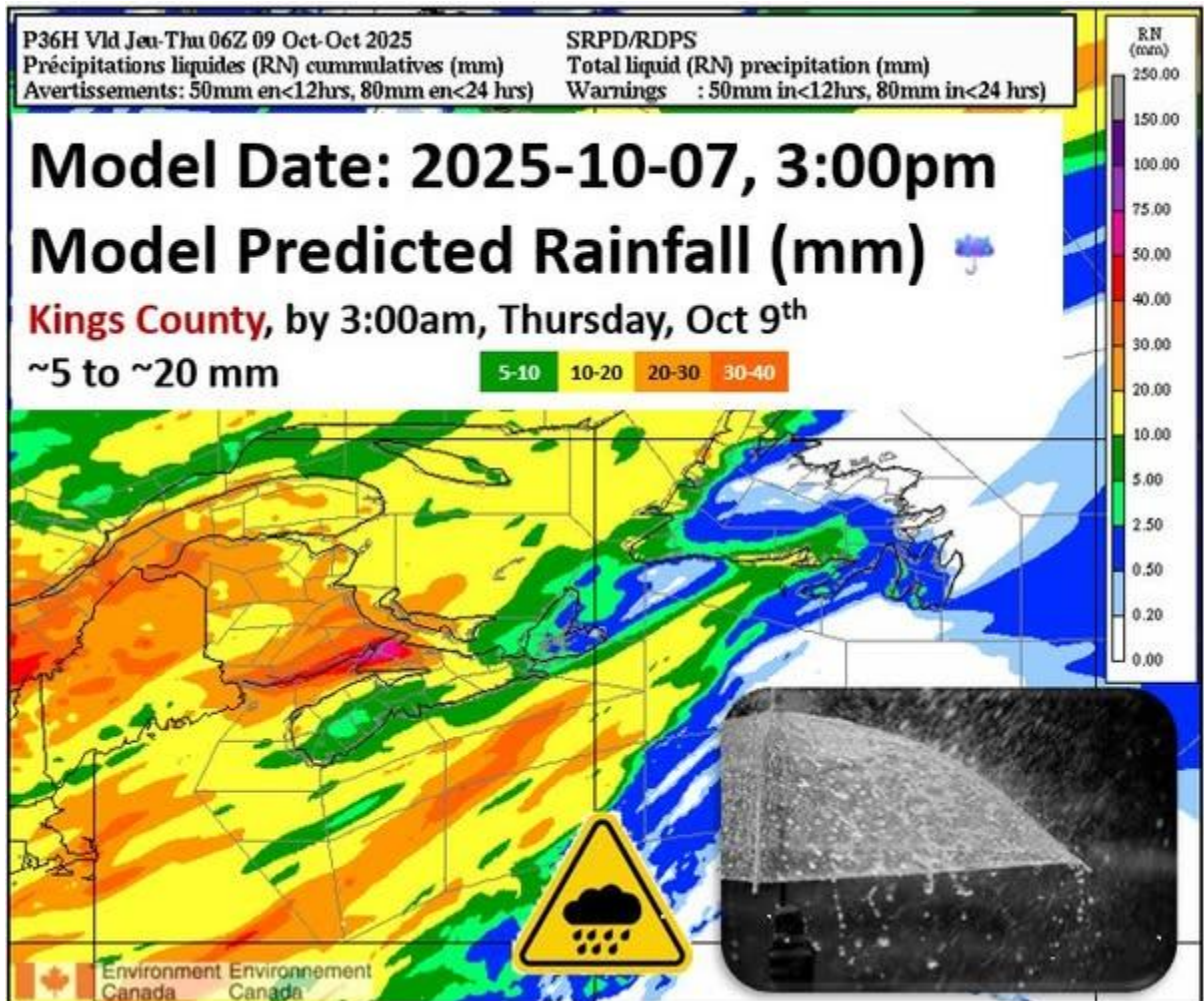 P36H Vld Jeu-Thu 06Z 09 Oct-Oct 2025
Précipitations liquides (RN) cummulatives (mm)
Avertissements: 50mm en<12hrs, 80mm en<24 hrs)
SRPD/RDPS
Total liquid (RN) precipitation (mm)
Warnings : 50mm in<12hrs, 80mm in<24 hrs)
Model Date: 2025-10-07, 3:00pm
Model Predicted Rainfall (mm)
Kings County, by 3:00am, Thursday, Oct 9th
~5 to ~20 mm
5-10 10-20 20-30 30-40
RN
(mm)
250.00
150.00
100.00
75.00
50.00
40.00
30.00
20.00
10.00
5.00
2.50
0.50
0.20
0.00
Environment Environnement
Canada Canada